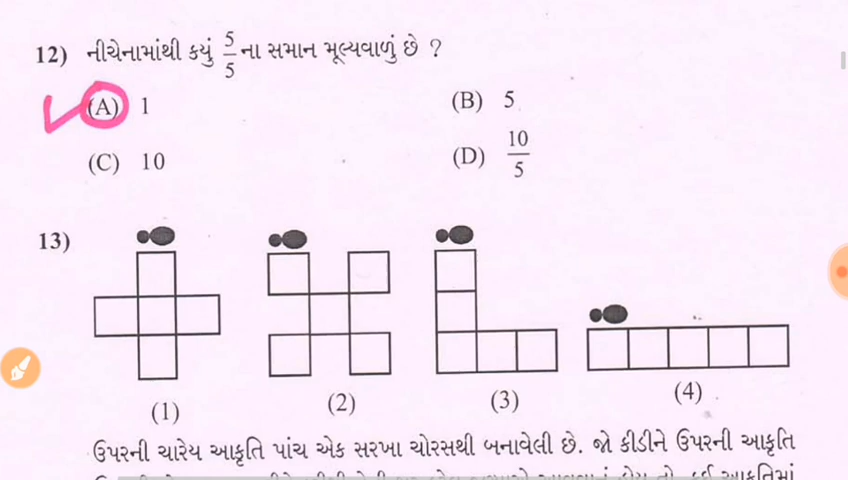 12) નીચેનામાંથી કયું 5/5 ના સમાન મૂલ્યવાળું છે ?
(A) 1
(B) 5
(C) 10
(D) 10/5
13)
(1)
(2)
(3)
(4)
ઉપરની ચારેય આકૃતિ પાંચ એક સરખા ચોરસથી બનાવેલી છે. જો કીડીને ઉપરની આકૃતિ